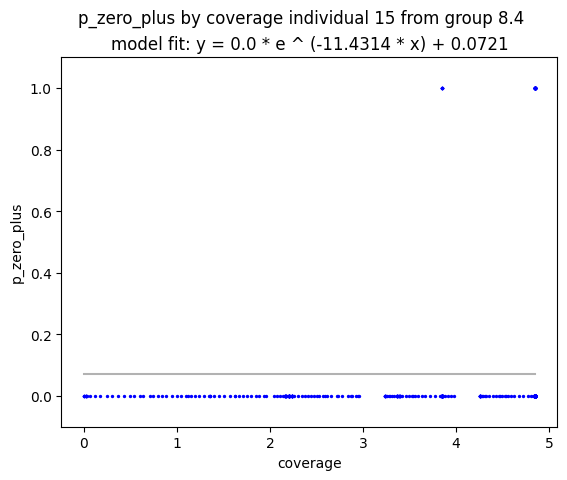 p_zero_plus by coverage individual 15 from group 8.4
model fit: y = 0.0 * e ^ (-11.4314 * x) + 0.0721
1.0
0.8
0.6
0.4
0.2
0.0
p_zero_plus
0 1 2 3 4 5
coverage